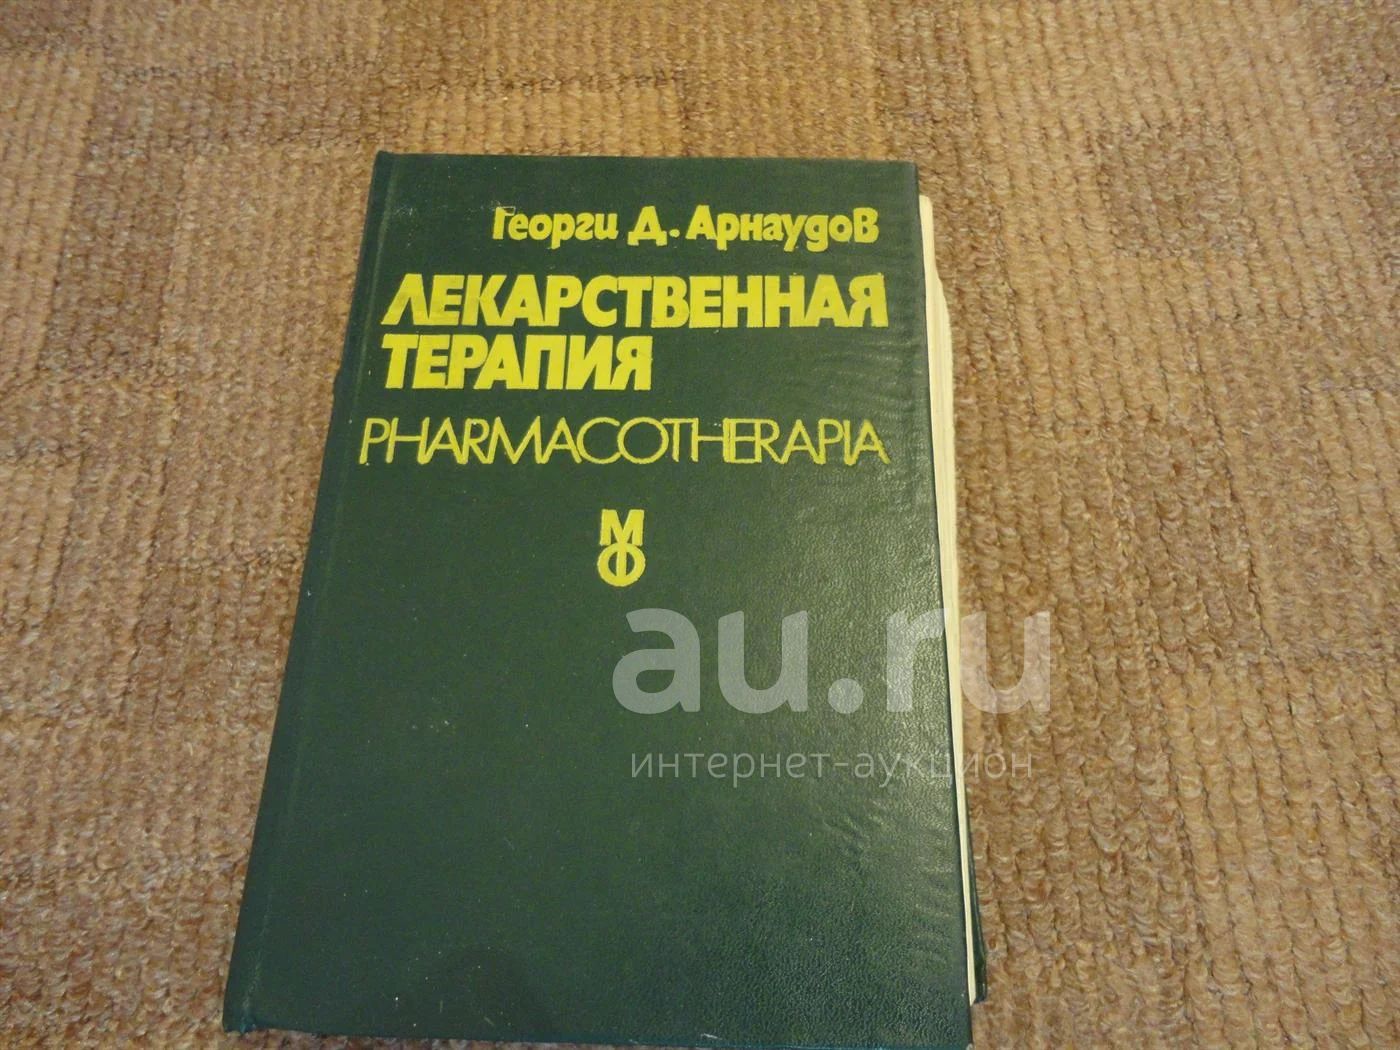 Георги Д. Арнаудов
ЛЕКАРСТВЕННАЯ
ТЕРАПИЯ
PHARMACOTHERAPIA
МФ
au.ru
интернет-аукцион